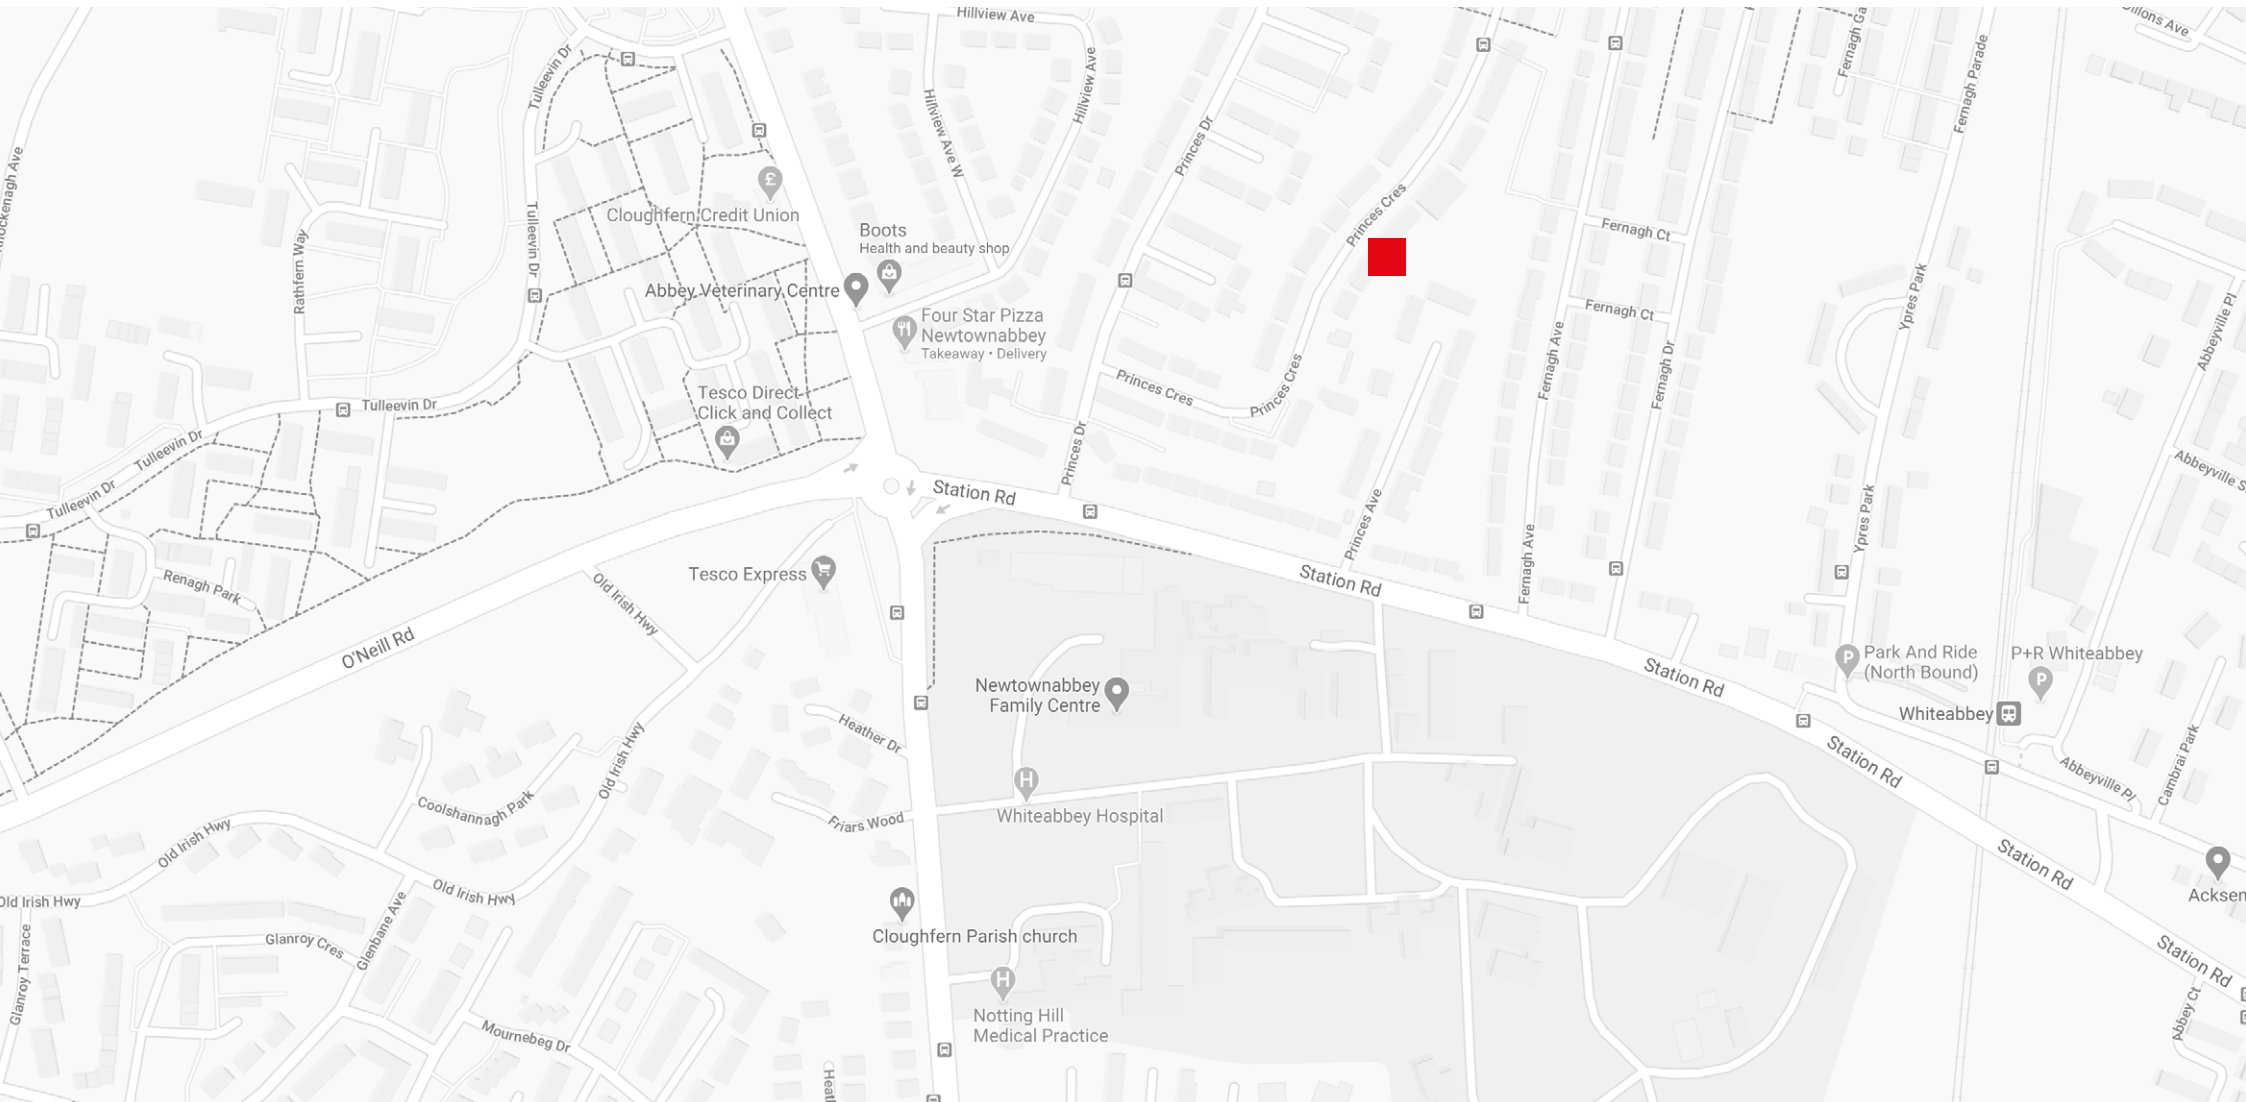 Hillview Ave
Dillons Ave
Tulleevin Dr
Hillview Ave
Fernagh Parade
Hillview Ave W
Princes Dr
Knockenagh Ave
Princes Cres
Cloughfern Credit Union
Tulleevin Dr
Boots
Health and beauty shop
Fernagh Ct
Rathfern Way
Abbey Veterinary Centre
Ypres Park
Fernagh Ct
Four Star Pizza
Newtownabbey
Takeaway • Delivery
Abbeyville Pl
Fernagh Ave
Fernagh Dr
Princes Cres
Princes Cres
Tesco Direct
Click and Collect
Tulleevin Dr
Tulleevin Dr
Princes Dr
Abbeyville S
Tulleevin Dr
Station Rd
Princes Ave
Ypres Park
Fernagh Ave
Tesco Express
Renagh Park
Old Irish Hwy
Station Rd
O'Neill Rd
Park And Ride
(North Bound)
P+R Whiteabbey
Station Rd
Newtownabbey
Family Centre
Whiteabbey
Heather Dr
Old Irish Hwy
Station Rd
Abbeyville Pl
Cambrai Park
Coolshannagh Park
Friars Wood
Whiteabbey Hospital
Old Irish Hwy
Station Rd
Old Irish Hwy
Old Irish Hwy
Acksen
Glenbane Ave
Cloughfern Parish church
Glanroy Cres
Glanroy Terrace
Station Rd
Notting Hill
Medical Practice
Abbey Ct
Mournebeg Dr